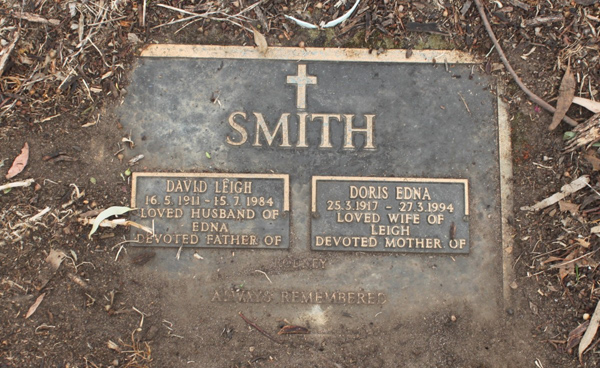 SMITH
DAVID LEIGH
16.5.1911 - 15.7.1984
LOVED HUSBAND OF
EDNA
DEVOTED FATHER OF
DORIS EDNA
25.3.1917 - 27.3.1994
LOVED WIFE OF
LEIGH
DEVOTED MOTHER OF
ALWAYS REMEMBERED